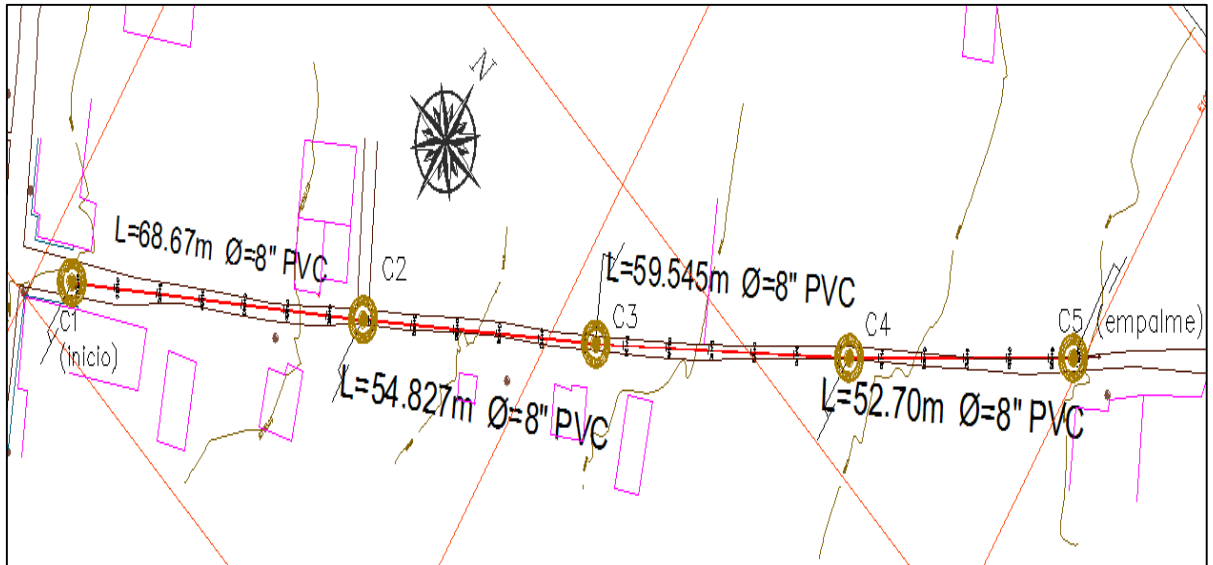 N
L=68.67m Ø=8" PVC
C2
L=59.545m Ø=8" PVC
C1
(inicio)
C3
C4
C5 (empalme)
L=54.827m Ø=8" PVC
L=52.70m Ø=8" PVC